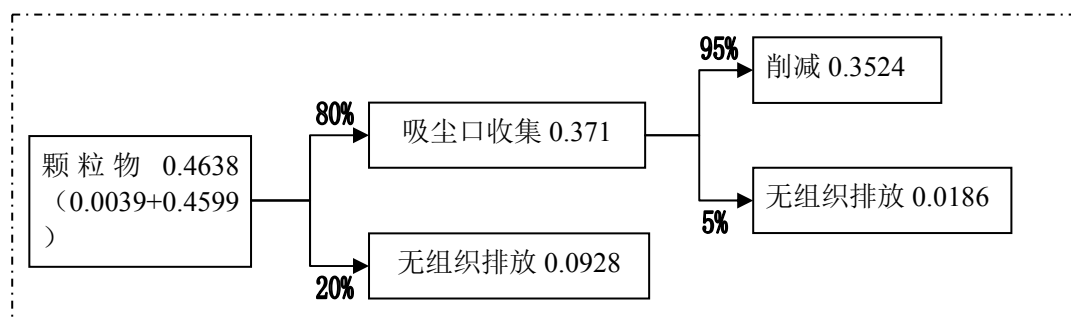 95%
削减 0.3524
80%
吸尘口收集 0.371
颗粒物 0.4638
（0.0039+0.4599
）
5%
无组织排放 0.0186
20%
无组织排放 0.0928